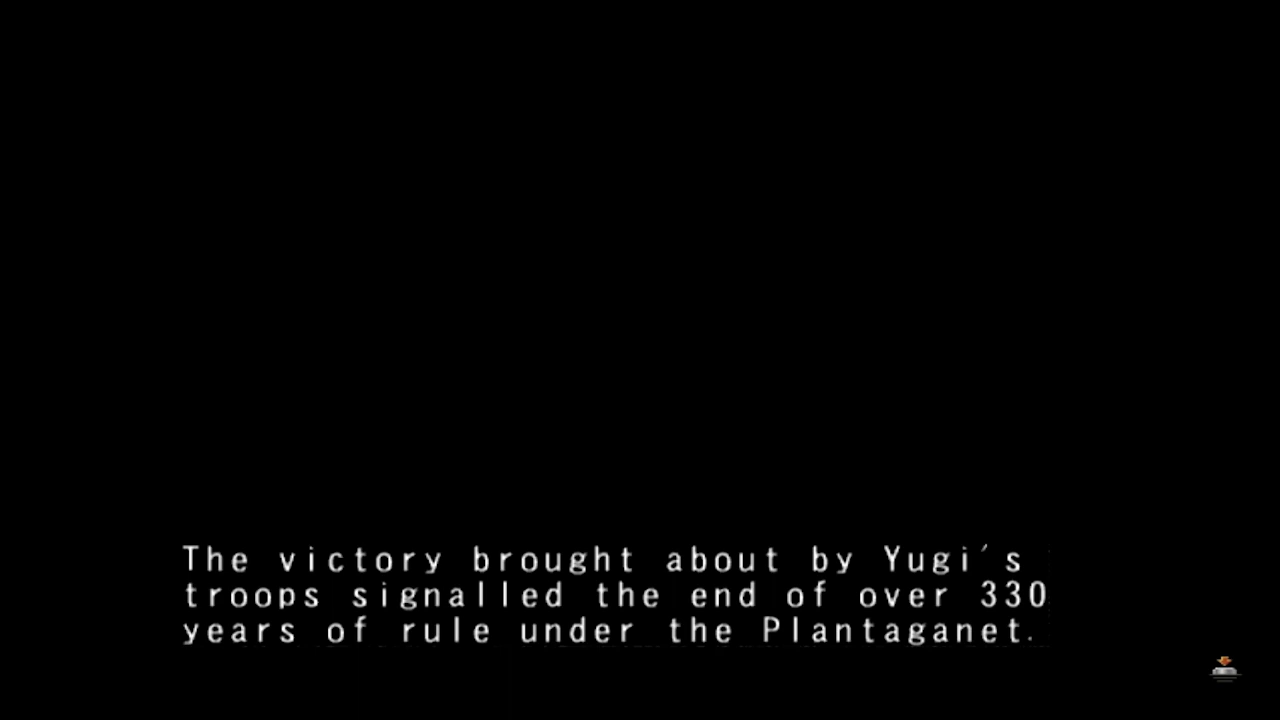 The victory brought about by Yugi's
troops signalled the end of over 330
years of rule under the Plantaganet.